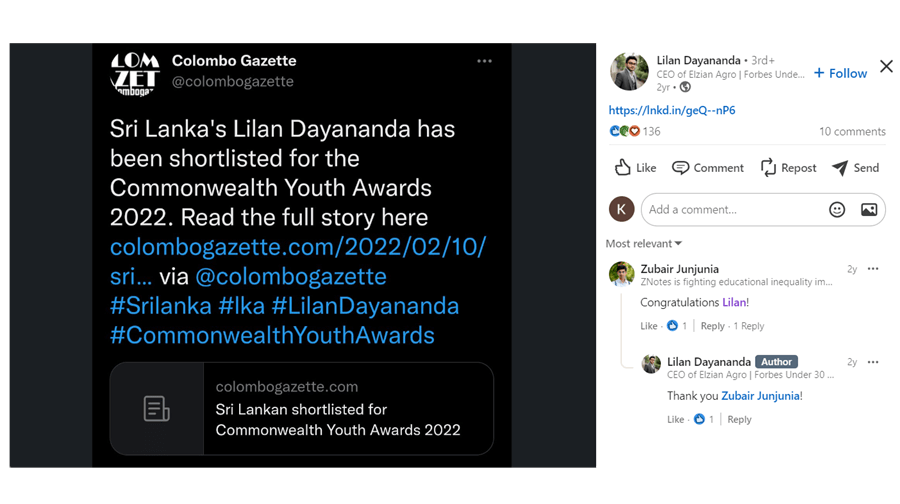 LOM
ZET
ombogaz
Colombo Gazette
@colombogazette
Sri Lanka's Lilan Dayananda has
been shortlisted for the
Commonwealth Youth Awards
2022. Read the full story here
colombogazette.com/2022/02/10/
sri... via @colombogazette
#Srilanka #lka #LilanDayananda
#CommonwealthYouthAwards
colombogazette.com
Sri Lankan shortlisted for
Commonwealth Youth Awards 2022
Lilan Dayananda • 3rd+
CEO of Elzian Agro | Forbes Unde...
2yr •
+ Follow
https://lnkd.in/geQ--nP6
136
10 comments
Like
Comment
Repost
Send
K
Add a comment...
Most relevant
Zubair Junjunia
2y
ZNotes is fighting educational inequality im...
Congratulations Lilan!
Like · 1 | Reply · 1 Reply
Lilan Dayananda Author
2y
CEO of Elzian Agro | Forbes Under 30 ...
Thank you Zubair Junjunia!
Like · 1 | Reply